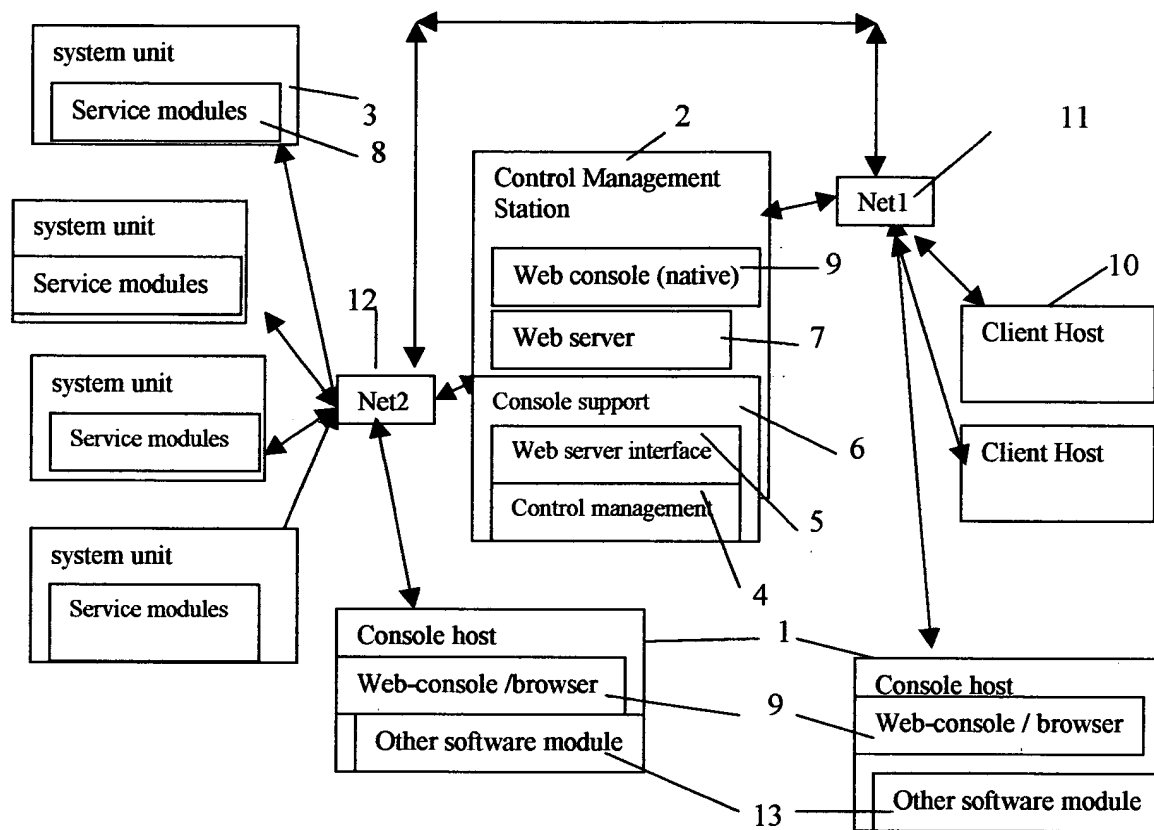 system unit
Service modules
3
8
system unit
Service modules
system unit
Service modules
system unit
Service modules
12
Net2
2
Control Management
Station
Web console (native)
9
Web server
7
Console support
6
Web server interface
5
Control management
4
11
Net1
10
Client Host
Client Host
Console host
1
Web-console /browser
9
Other software module
13
Console host
Web-console / browser
Other software module